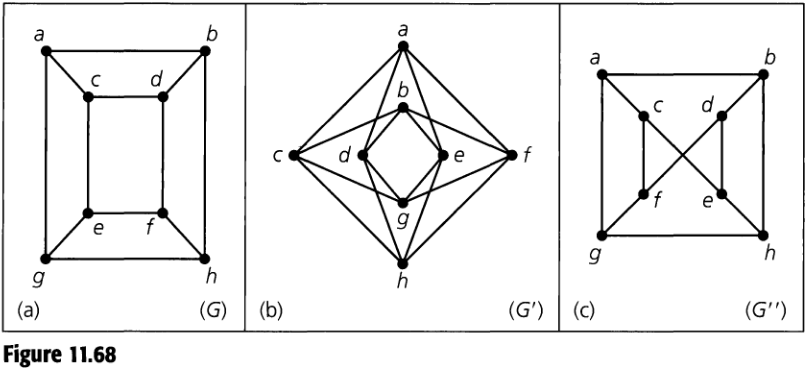 a b
c d
e f
g h
(a) (G)
a
b
c d e f
g
h
(b) (G')
a b
c d
f e
g h
(c) (G'')
Figure 11.68